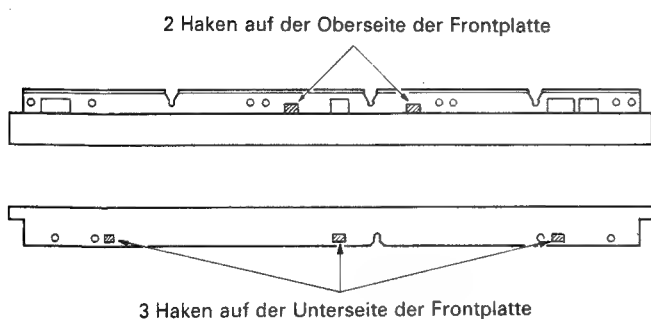 2 Haken auf der Oberseite der Frontplatte
3 Haken auf der Unterseite der Frontplatte